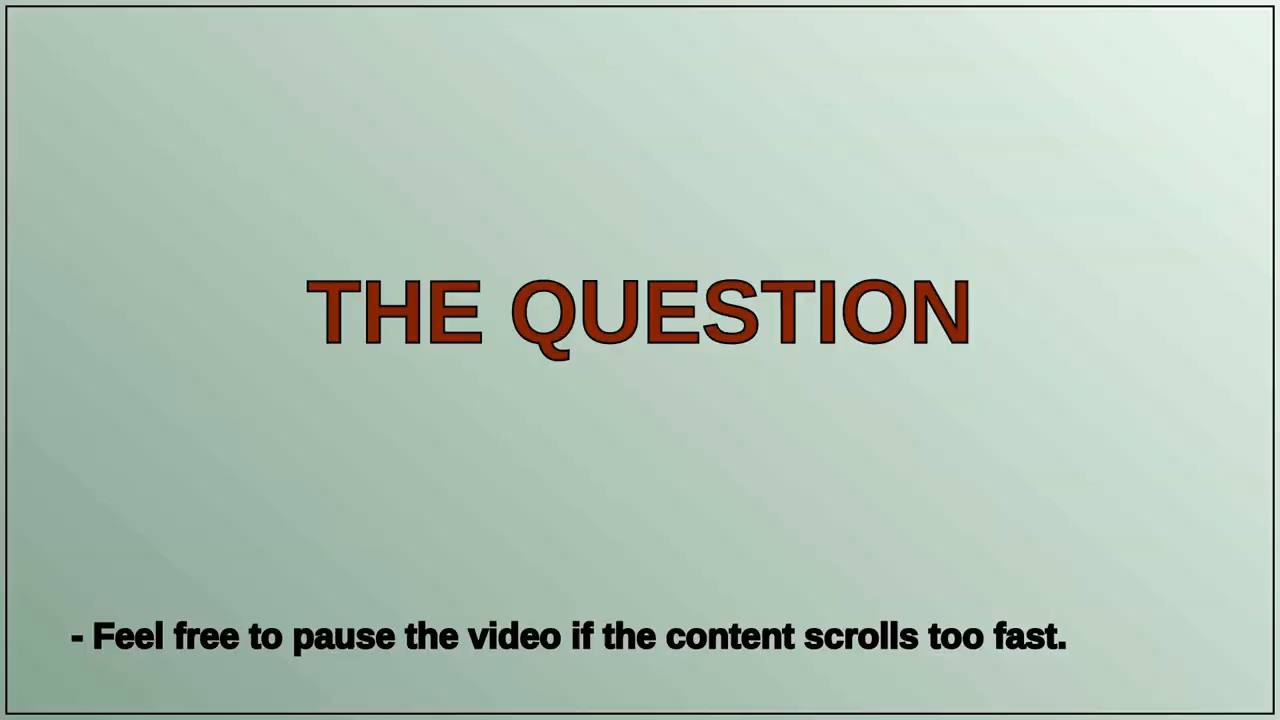 THE QUESTION
- Feel free to pause the video if the content scrolls too fast.